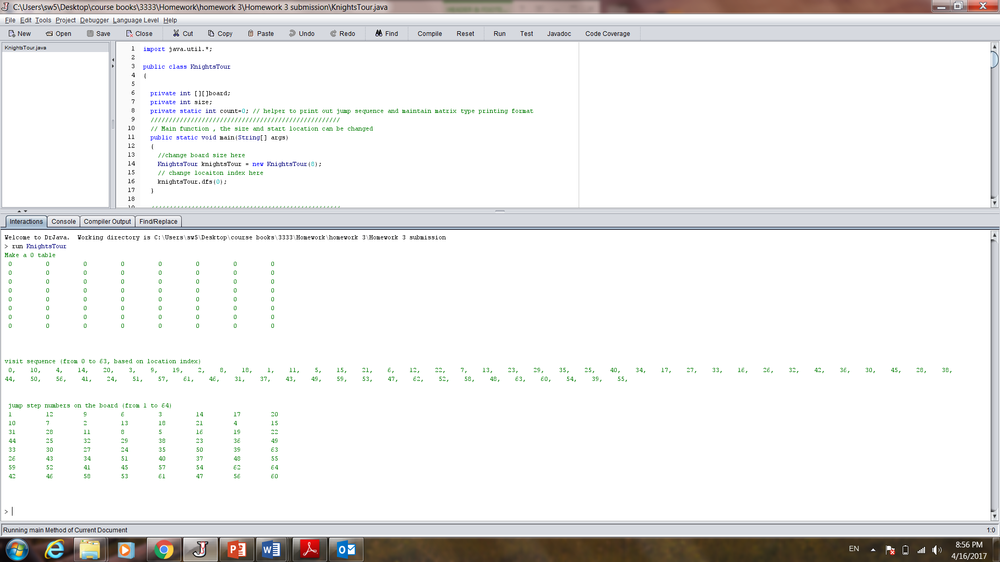 C:\Users\sw5\Desktop\course books\3333\Homework\homework 3\Homework 3 submission\KnightsTour.java
File Edit Tools Project Debugger Language Level Help
New Open Save Close Cut Copy Paste Undo Redo Find Compile Reset Run Test Javadoc Code Coverage
KnightsTour.java
1 import java.util.*;
2
3 public class KnightsTour
4 {
5
6 private int [][]board;
7 private int size;
8 private static int count=0; // helper to print out jump sequence and maintain matrix type printing format
9 ////////////////////////////////////////////////////
10 // Main function , the size and start location can be changed
11 public static void main(String[] args)
12 {
13 //change board size here
14 KnightsTour knightsTour = new KnightsTour(8);
15 // change locaiton index here
16 knightsTour.dfs(0);
17 }
18
Interactions Console Compiler Output Find/Replace
Welcome to DrJava. Working directory is C:\Users\sw5\Desktop\course books\3333\Homework\homework 3\Homework 3 submission
> run KnightsTour
Make a 0 table
0 0 0 0 0 0 0 0
0 0 0 0 0 0 0 0
0 0 0 0 0 0 0 0
0 0 0 0 0 0 0 0
0 0 0 0 0 0 0 0
0 0 0 0 0 0 0 0
0 0 0 0 0 0 0 0
0 0 0 0 0 0 0 0
visit sequence (from 0 to 63, based on location index)
0, 10, 4, 14, 20, 3, 9, 19, 2, 8, 18, 1, 11, 5, 15, 21, 6, 12, 22, 7, 13, 23, 29, 35, 25, 40, 34, 17, 27, 33, 16, 26, 32, 42, 36, 30, 45, 28, 38,
44, 50, 56, 41, 24, 51, 57, 61, 46, 31, 37, 43, 49, 59, 53, 47, 62, 52, 58, 48, 63, 60, 54, 39, 55,
jump step numbers on the board (from 1 to 64)
1 12 9 6 3 14 17 20
10 7 2 13 18 21 4 15
31 28 11 8 5 16 19 22
44 25 32 29 38 23 36 49
33 30 27 24 35 50 39 63
26 43 34 51 40 37 48 55
59 52 41 45 57 54 62 64
42 46 58 53 61 47 56 60
>
Running main Method of Current Document 1:0
EN 8:56 PM
4/16/2017